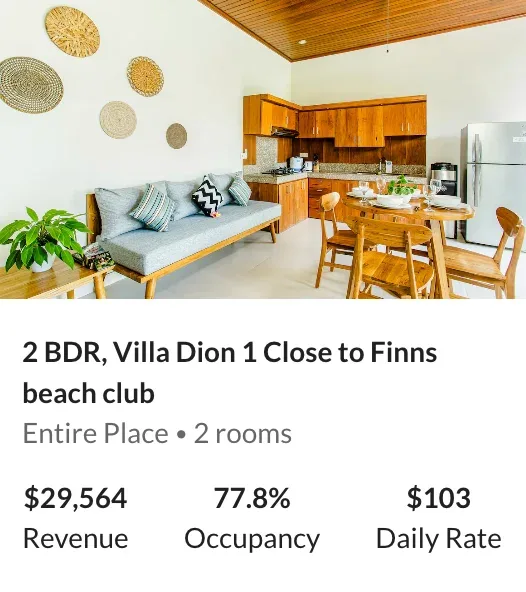 2 BDR, Villa Dion 1 Close to Finns
beach club
Entire Place • 2 rooms
$29,564 77.8% $103
Revenue Occupancy Daily Rate